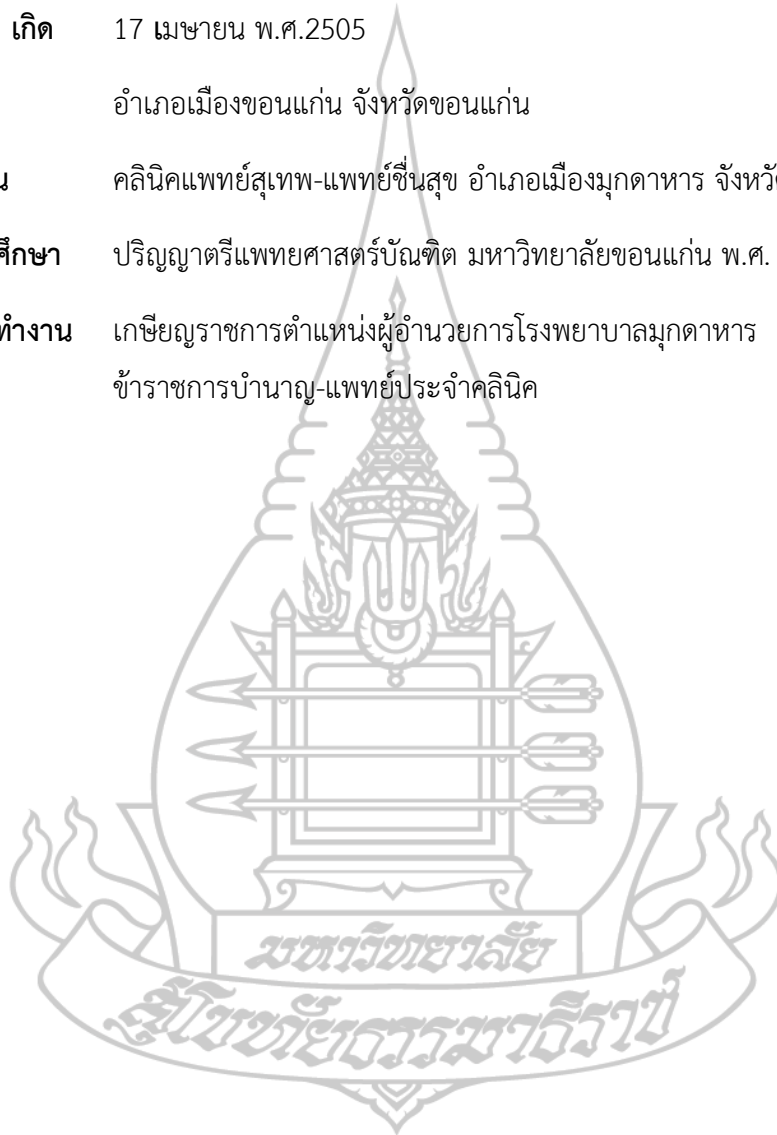 เกิด 17 เมษายน พ.ศ.2505
อำเภอเมืองขอนแก่น จังหวัดขอนแก่น
คลินิคแพทย์สุเทพ-แพทย์ชื่นสุข อำเภอเมืองมุกดาหาร
ปริญญาตรีแพทยศาสตร์บัณฑิต มหาวิทยาลัยขอนแก่น พ.ศ.
ทำงาน เกษียญราชการตำแหน่งผู้อำนวยการโรงพยาบาลมุกดาหาร
ข้าราชการบำนาญ-แพทย์ประจำคลินิค
มหาวิทยาลัย
สุโขทัยธรรมาธิราช